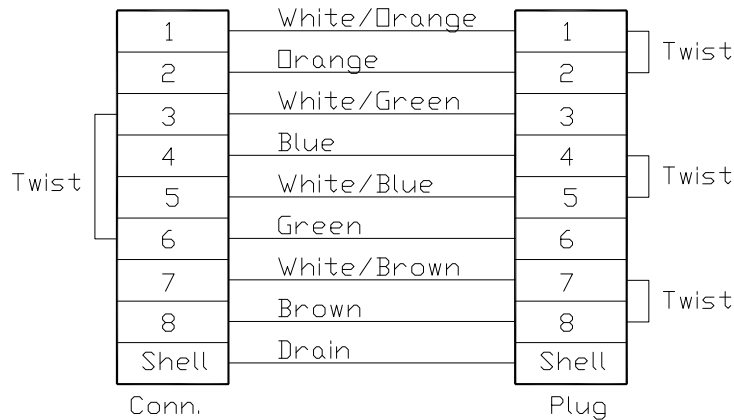 1 White/Orange 1
2 Orange 2
Twist
3 White/Green 3
4 Blue 4
Twist
Twist
5 White/Blue 5
6 Green 6
7 White/Brown 7
8 Brown 8
Twist
Shell Drain Shell
Conn. Plug